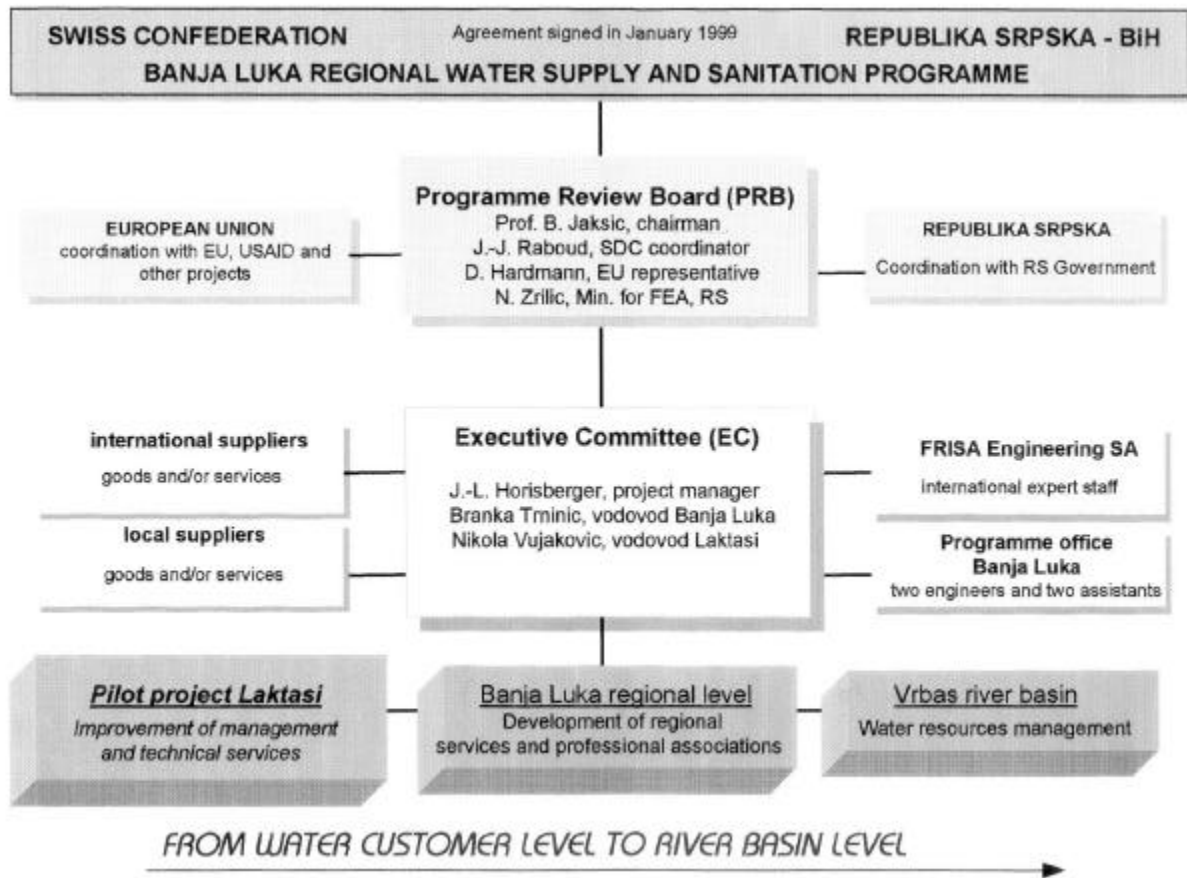 SWISS CONFEDERATION Agreement signed in January 1999 REPUBLIKA SRPSKA - BiH
BANJA LUKA REGIONAL WATER SUPPLY AND SANITATION PROGRAMME
Programme Review Board (PRB)
Prof. B. Jaksic, chairman
J.-J. Raboud, SDC coordinator
D. Hardmann, EU representative
N. Zrilic, Min. for FEA, RS
EUROPEAN UNION
coordination with EU, USAID and
other projects
REPUBLIKA SRPSKA
Coordination with RS Government
international suppliers
goods and/or services
local suppliers
goods and/or services
Executive Committee (EC)
J.-L. Horisberger, project manager
Branka Trninic, vodovod Banja Luka
Nikola Vujakovic, vodovod Laktasi
FRISA Engineering SA
international expert staff
Programme office
Banja Luka
two engineers and two assistants
Pilot project Laktasi
Improvement of management
and technical services
Banja Luka regional level
Development of regional
services and professional associations
Vrbas river basin
Water resources management
FROM WATER CUSTOMER LEVEL TO RIVER BASIN LEVEL